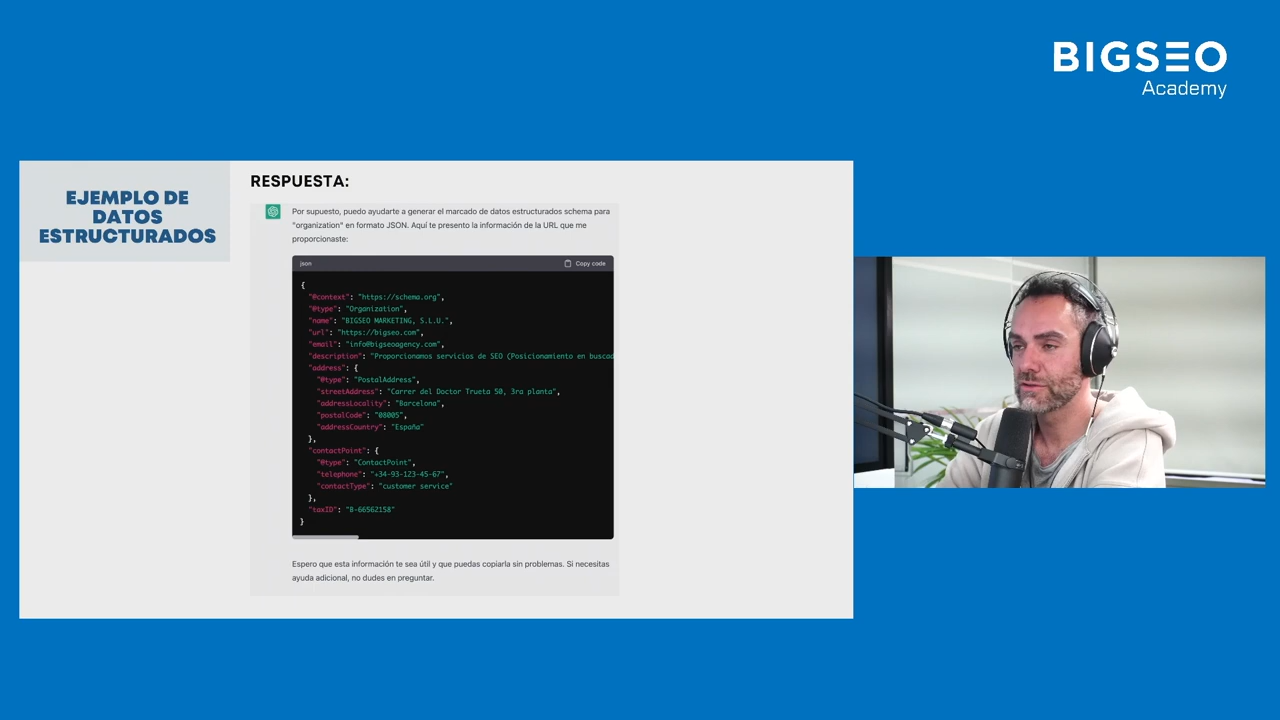 BIGSEO
Academy
EJEMPLO DE
DATOS
ESTRUCTURADOS
RESPUESTA:
Por supuesto, puedo ayudarte a generar el marcado de datos estructurados schema para
"organization" en formato JSON. Aquí te presento la información de la URL que me
proporcionaste:
json Copy code
{
"@context": "https://schema.org",
"@type": "Organization",
"name": "BIGSEO MARKETING, S.L.U.",
"url": "https://bigseo.com",
"email": "info@bigseoagency.com",
"description": "Proporcionamos servicios de SEO (Posicionamiento en buscad
"address": {
"@type": "PostalAddress",
"streetAddress": "Carrer del Doctor Trueta 50, 3ra planta",
"addressLocality": "Barcelona",
"postalCode": "08005",
"addressCountry": "España"
},
"contactPoint": {
"@type": "ContactPoint",
"telephone": "+34-93-123-45-67",
"contactType": "customer service"
},
"taxID": "B-66562158"
}
Espero que esta información te sea útil y que puedas copiarla sin problemas. Si necesitas
ayuda adicional, no dudes en preguntar.